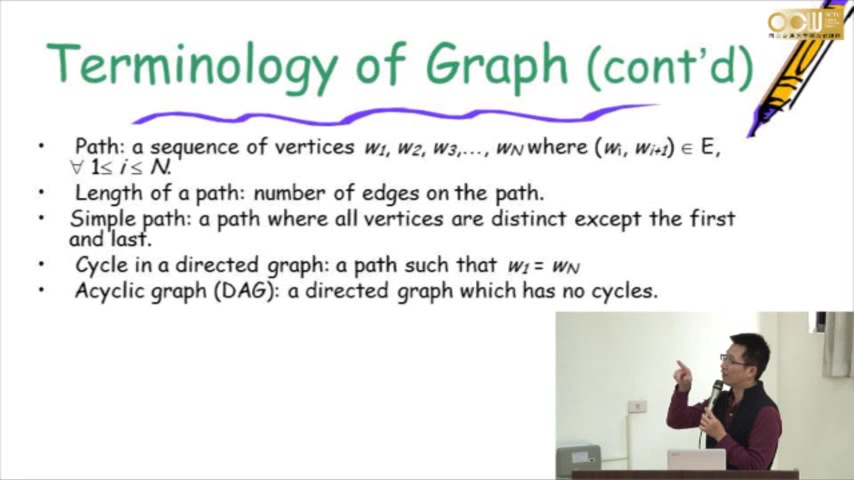 OCW
Terminology of Graph (cont'd)
• Path: a sequence of vertices w1, w2, w3,..., wN where (wi, wi+1) ∈ E,
∀ 1≤ i ≤ N.
• Length of a path: number of edges on the path.
• Simple path: a path where all vertices are distinct except the first
and last.
• Cycle in a directed graph: a path such that w1 = wN
• Acyclic graph (DAG): a directed graph which has no cycles.